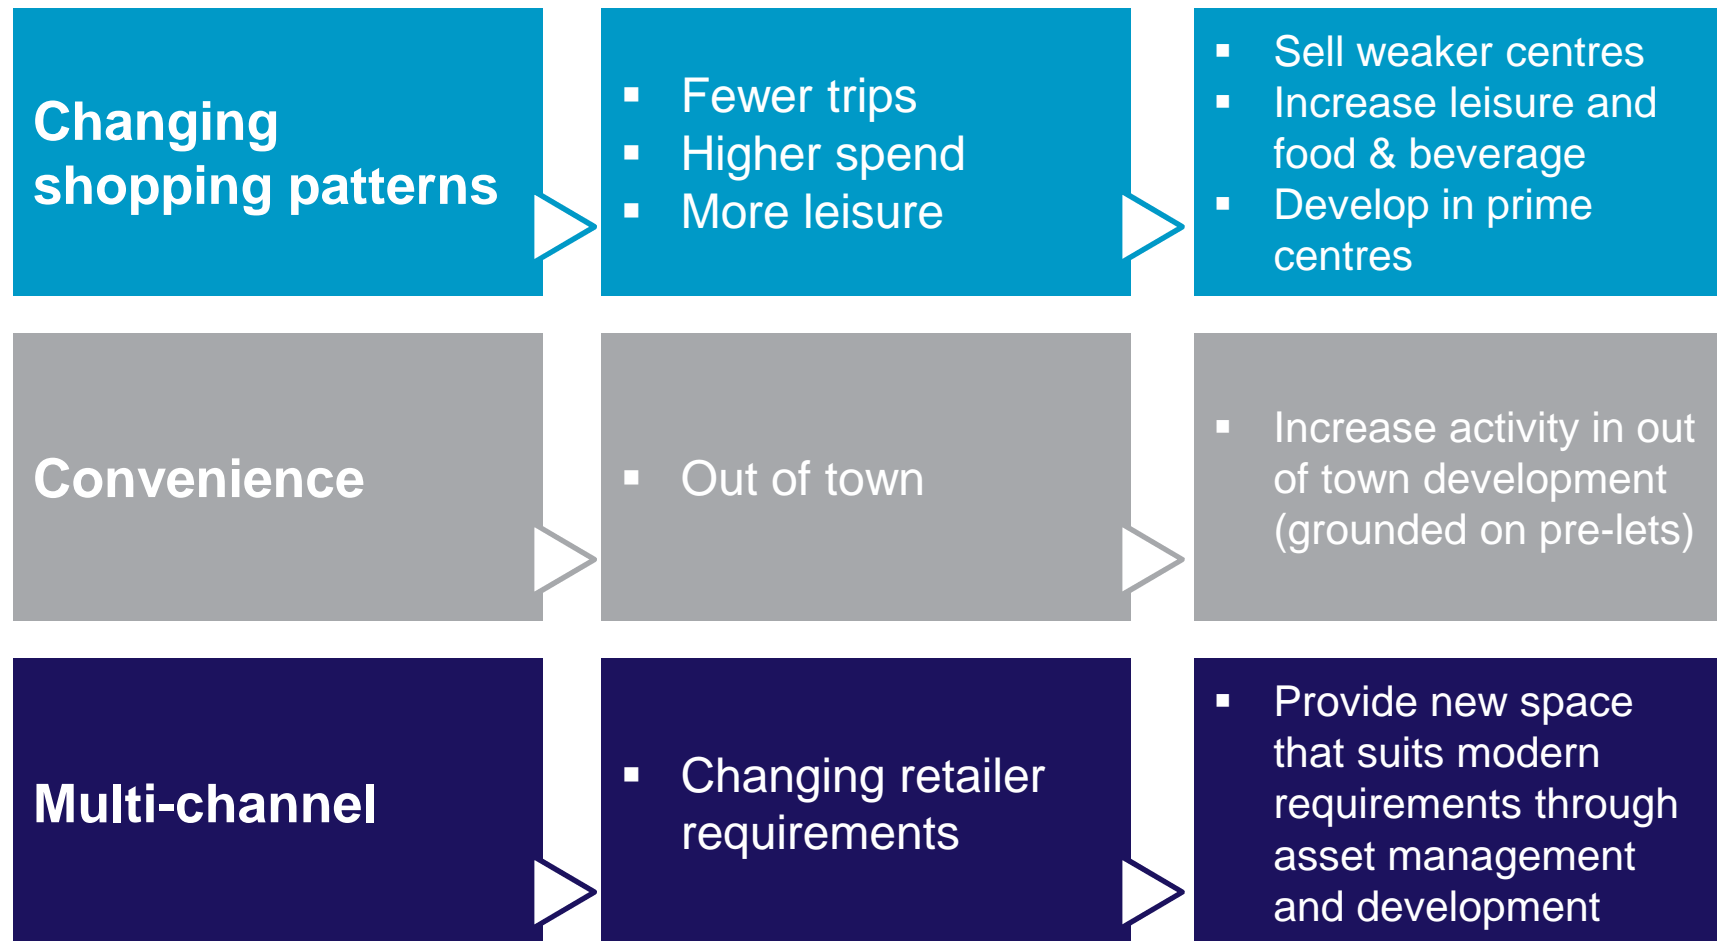 Changing
shopping patterns
▪ Fewer trips
▪ Higher spend
▪ More leisure
▪ Sell weaker centres
▪ Increase leisure and
food & beverage
▪ Develop in prime
centres
Convenience
▪ Out of town
▪ Increase activity in out
of town development
(grounded on pre-lets)
Multi-channel
▪ Changing retailer
requirements
▪ Provide new space
that suits modern
requirements through
asset management
and development